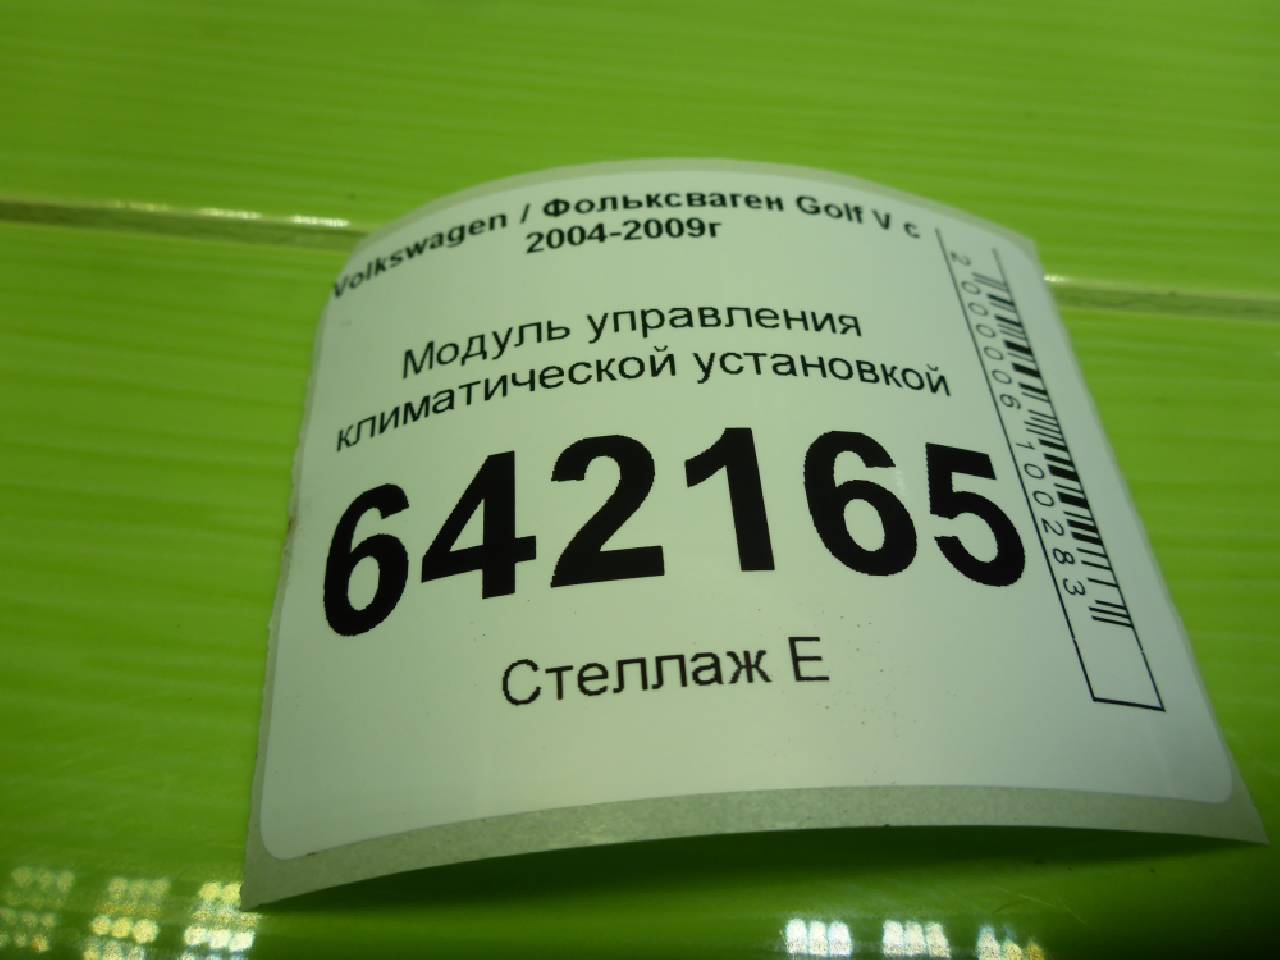 Volkswagen / Фольксваген Golf V с
2004-2009г
Модуль управления
климатической установкой
642165
Стеллаж Е
2000006100283